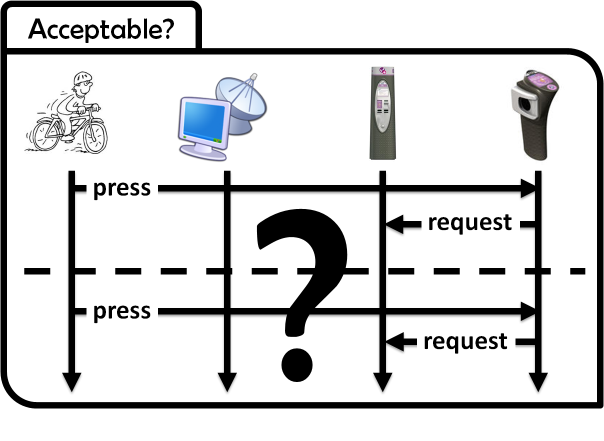 Acceptable?
press
request
?
press
request